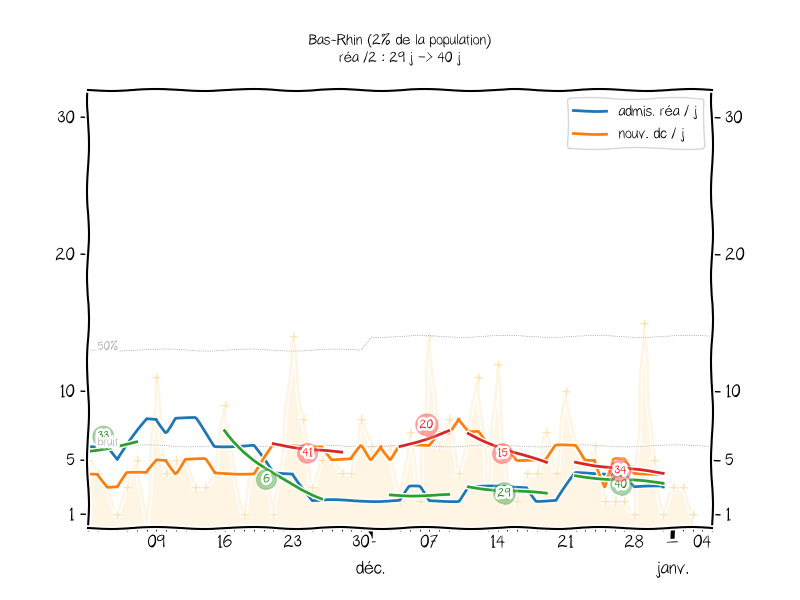 Bas-Rhin (2% de la population)
réa /2 : 29 j -> 40 j
admis. réa / j
nouv. dc / j
30
30
20
20
50%
10
10
33
bruit
20
41
15
34
5
5
6
29
40
1
1
09 16 23 30 07 14 21 28 04
déc. janv.